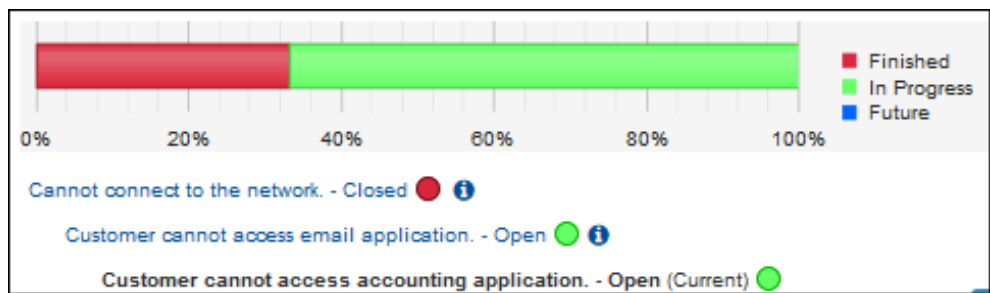 Finished
In Progress
Future
0% 20% 40% 60% 80% 100%
Cannot connect to the network. - Closed
Customer cannot access email application. - Open
Customer cannot access accounting application. - Open (Current)